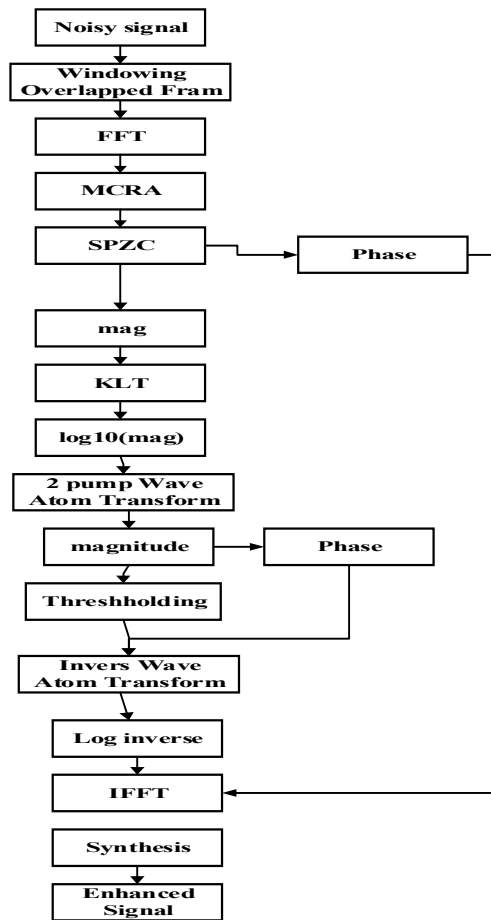 Noisy signal
Windowing
Overlapped Fram
FFT
MCRA
SPZC
Phase
mag
KLT
log10(mag)
2 pump Wave
Atom Transform
magnitude
Phase
Threshholding
Invers Wave
Atom Transform
Log inverse
IFFT
Synthesis
Enhanced
Signal